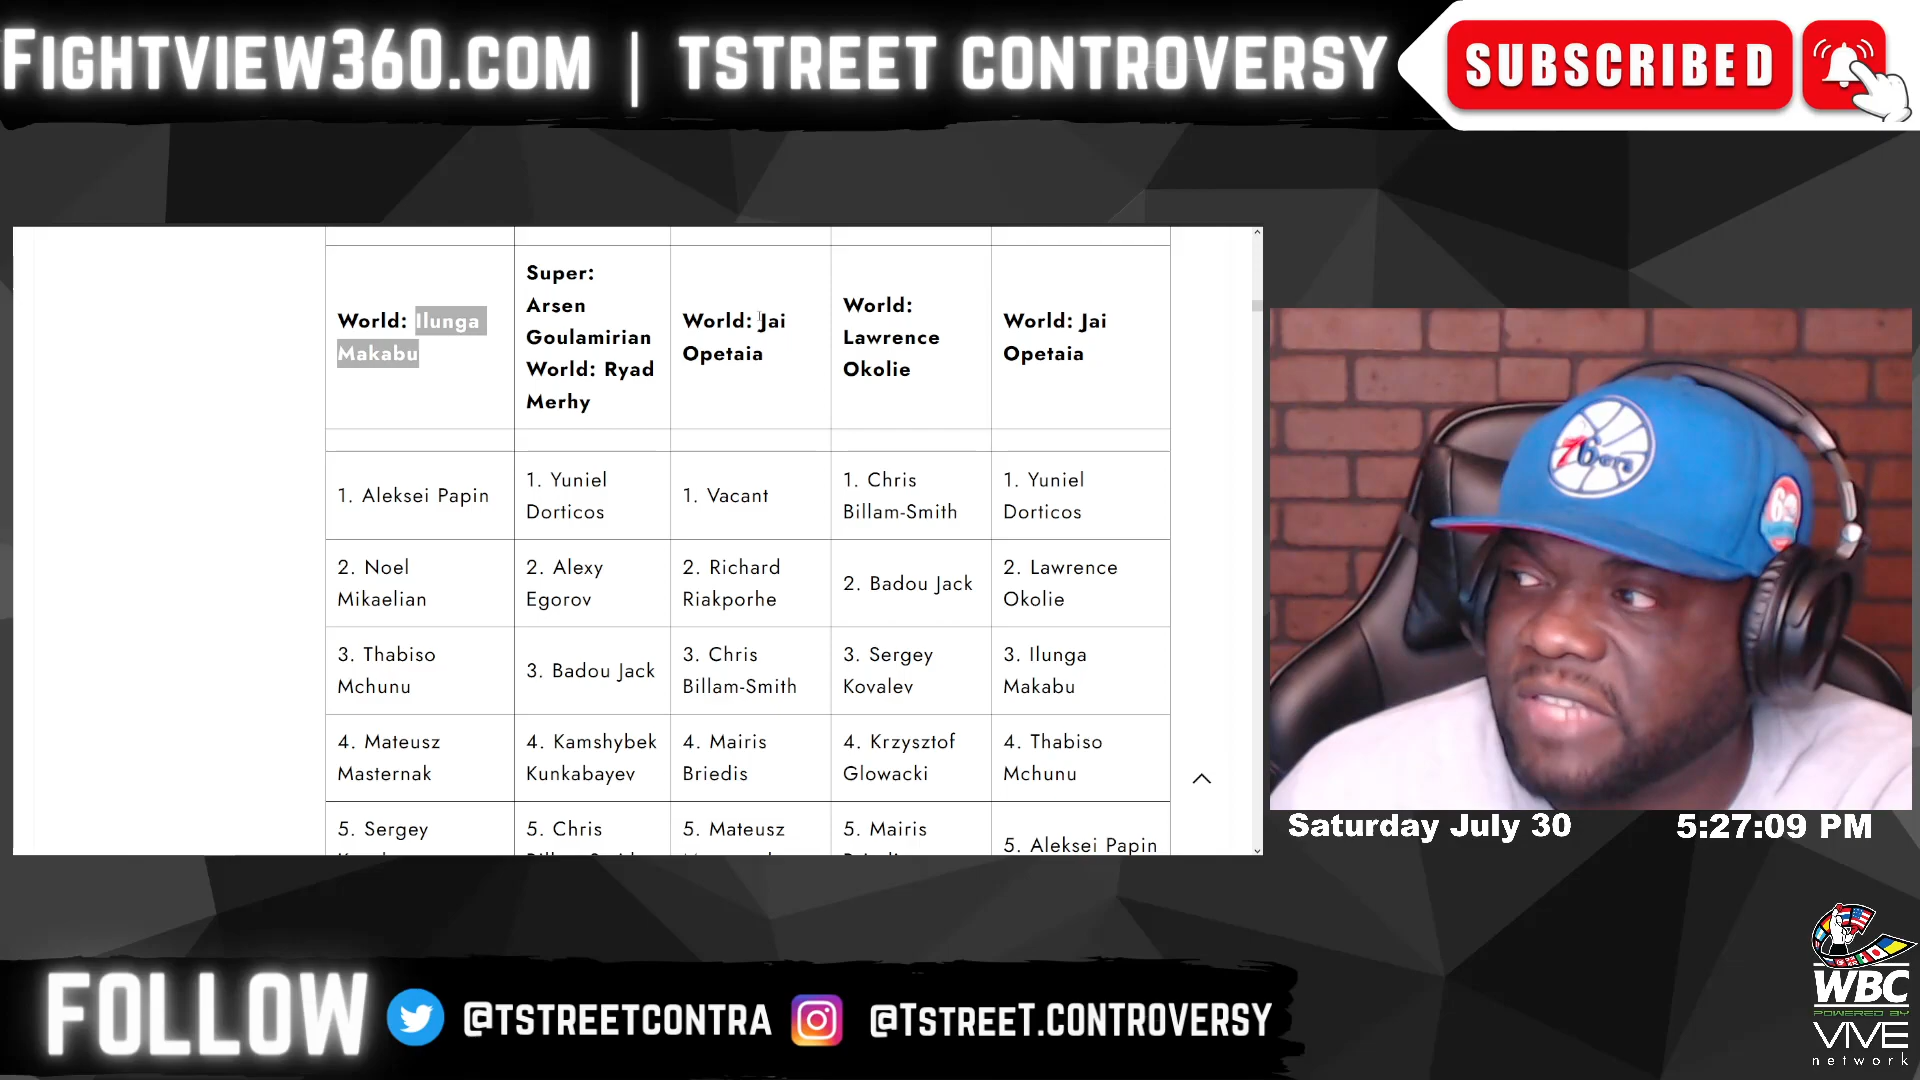 FIGHTVIEW360.COM | TSTREET CONTROVERSY
SUBSCRIBED
World: Ilunga
Makabu
Super:
Arsen
Goulamirian
World: Ryad
Merhy
World: Jai
Opetaia
World:
Lawrence
Okolie
World: Jai
Opetaia
1. Aleksei Papin
1. Yuniel
Dorticos
1. Vacant
1. Chris
Billam-Smith
1. Yuniel
Dorticos
2. Noel
Mikaelian
2. Alexy
Egorov
2. Richard
Riakporhe
2. Badou Jack
2. Lawrence
Okolie
3. Thabiso
Mchunu
3. Badou Jack
3. Chris
Billam-Smith
3. Sergey
Kovalev
3. Ilunga
Makabu
4. Mateusz
Masternak
4. Kamshybek
Kunkabayev
4. Mairis
Briedis
4. Krzysztof
Glowacki
4. Thabiso
Mchunu
5. Sergey
5. Chris
5. Mateusz
5. Mairis
5. Aleksei Papin
76ers
Saturday July 30
5:27:09 PM
FOLLOW
@TSTREETCONTRA
@TSTREET.CONTROVERSY
WBC
POWERED BY
VIVE
network